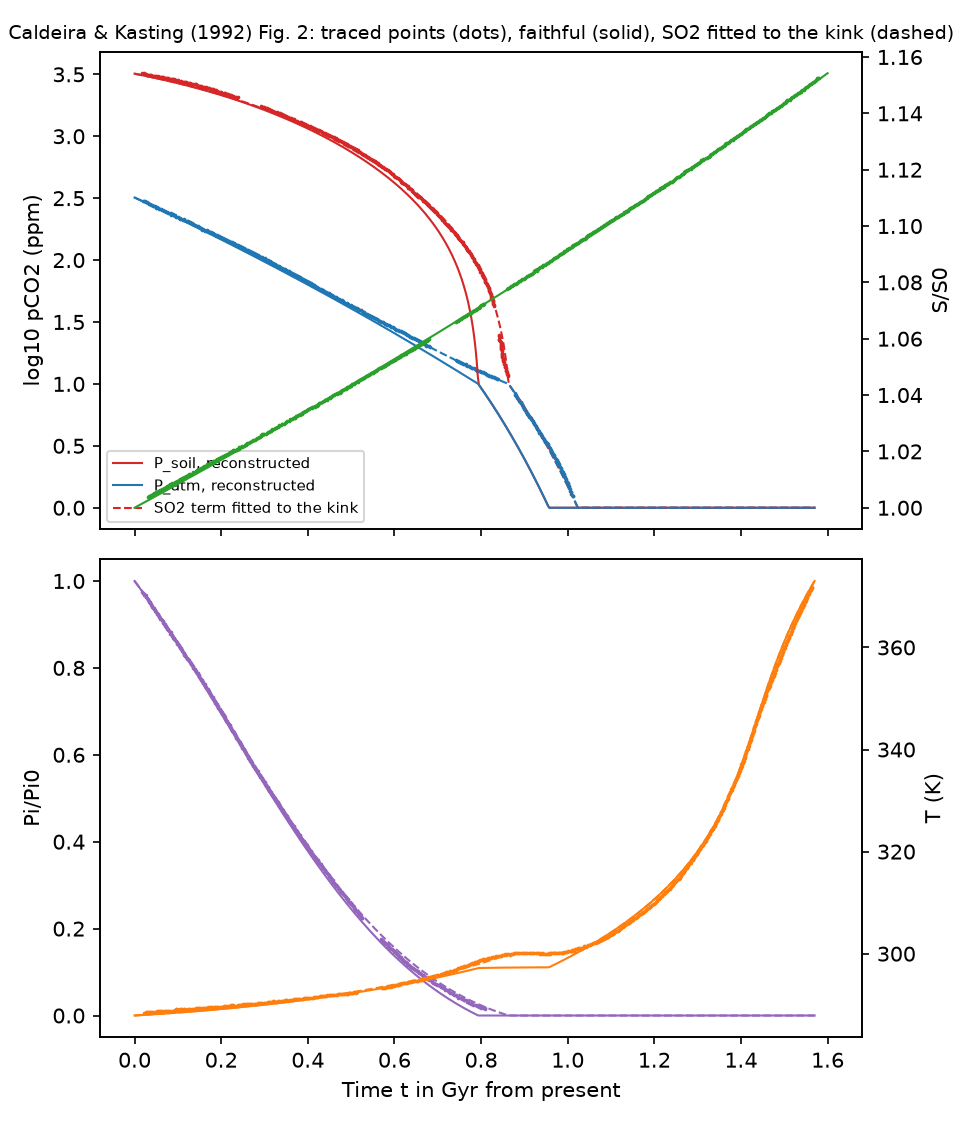 Caldeira & Kasting (1992) Fig. 2: traced points (dots), faithful (solid), SO2 fitted to the kink (dashed)
3.5
3.0
2.5
2.0
1.5
1.0
0.5
0.0
log10 pCO2 (ppm)
1.16
1.14
1.12
1.10
1.08
1.06
1.04
1.02
1.00
S/S0
P_soil, reconstructed
P_atm, reconstructed
SO2 term fitted to the kink
1.0
0.8
0.6
0.4
0.2
0.0
Pi/Pi0
360
340
320
300
T (K)
0.0 0.2 0.4 0.6 0.8 1.0 1.2 1.4 1.6
Time t in Gyr from present